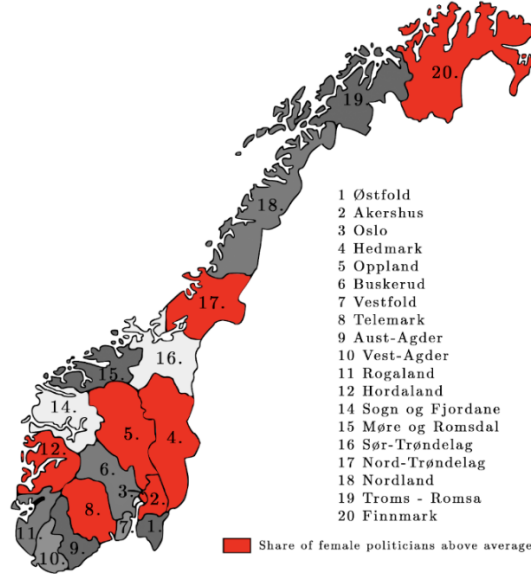 20.
19.
18.
1 Østfold
2 Akershus
3 Oslo
4 Hedmark
5 Oppland
6 Buskerud
7 Vestfold
8 Telemark
9 Aust-Agder
10 Vest-Agder
11 Rogaland
12 Hordaland
14 Sogn og Fjordane
15 Møre og Romsdal
16 Sør-Trøndelag
17 Nord-Trøndelag
18 Nordland
19 Troms - Romsa
20 Finnmark
17.
16.
15.
14.
5.
4.
12.
6.
3
2.
8.
11.
7.
1.
10.
9.
Share of female politicians above average